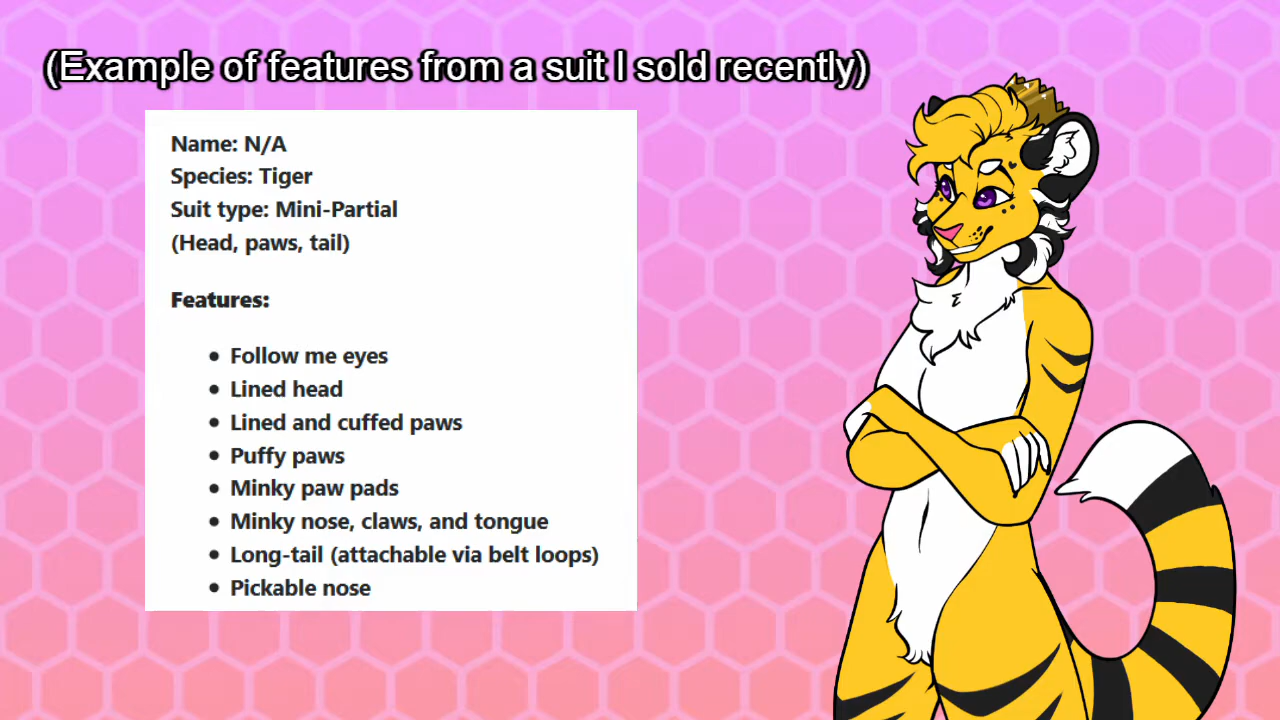 (Example of features from a suit I sold recently)
Name: N/A
Species: Tiger
Suit type: Mini-Partial
(Head, paws, tail)
Features:
• Follow me eyes
• Lined head
• Lined and cuffed paws
• Puffy paws
• Minky paw pads
• Minky nose, claws, and tongue
• Long-tail (attachable via belt loops)
• Pickable nose